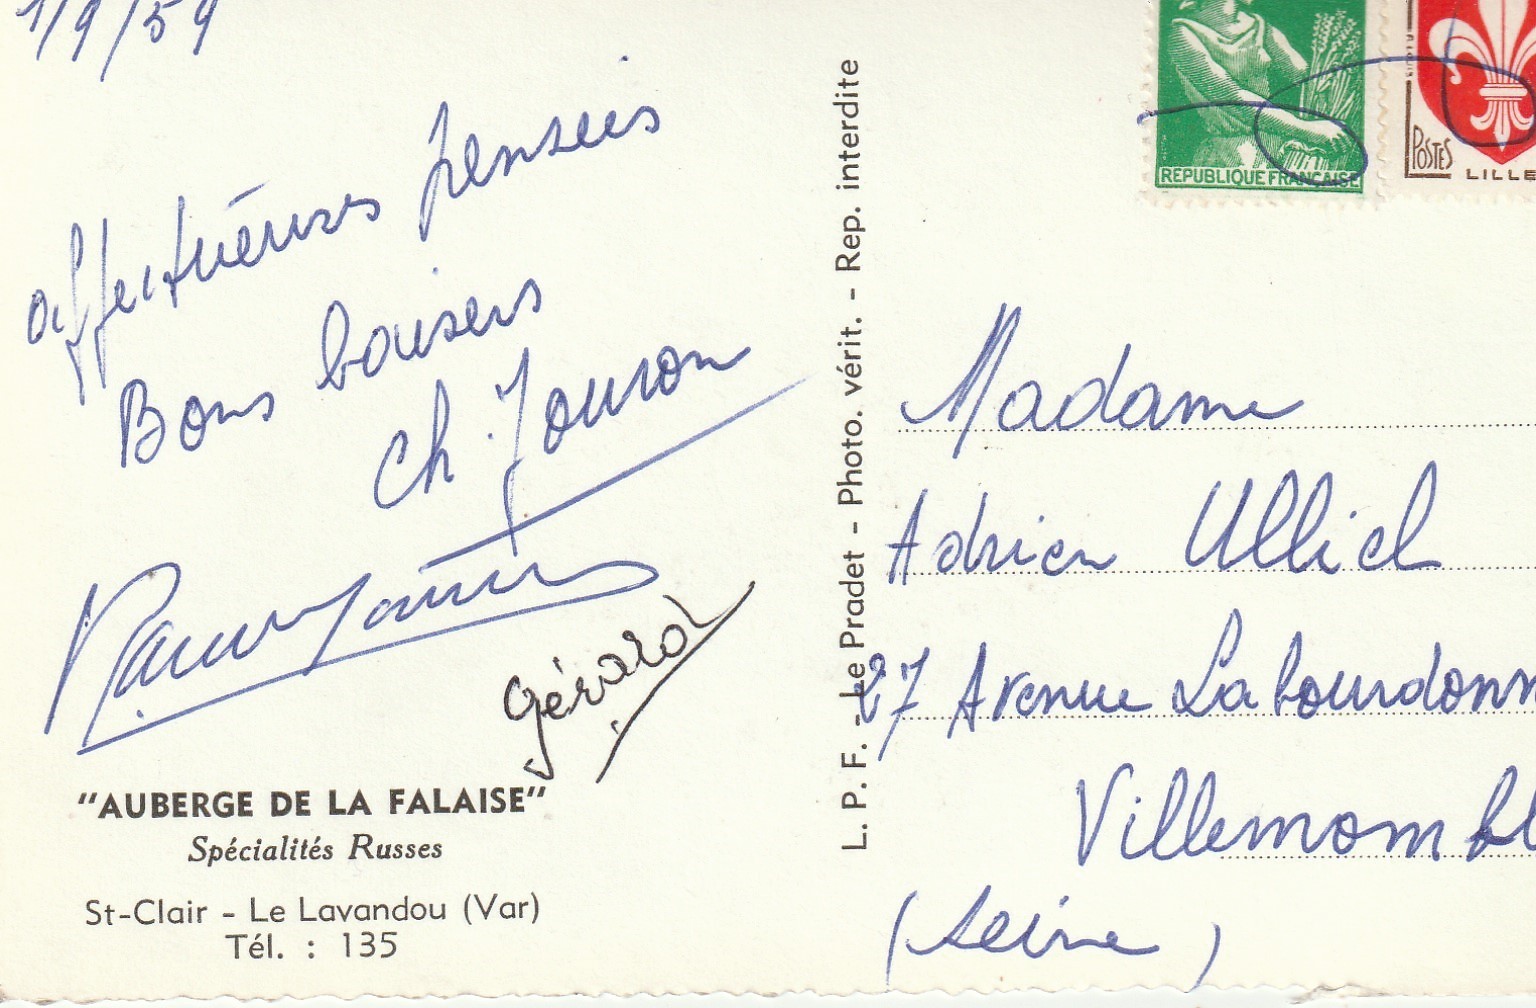 1/9/59
affectueuses pensées
Bons baisers
Ch. Jouron
Gérard
"AUBERGE DE LA FALAISE"
Spécialités Russes
St-Clair - Le Lavandou (Var)
Tél. : 135
L. P. F. - Le Pradet - Photo. vérit. - Rep. interdite
REPUBLIQUE FRANÇAISE
POSTES LILLE
Madame
Adrien Ulliel
27 Avenue Labourdonn
Villemombl
(Seine)